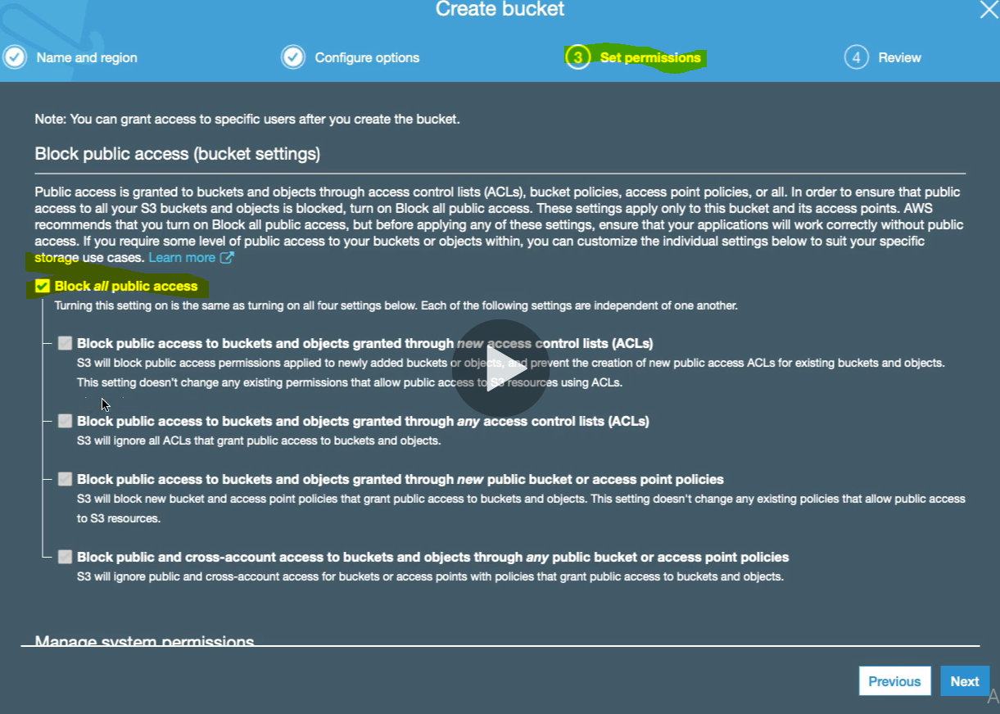 Create bucket
Name and region
Configure options
3 Set permissions
4 Review
Note: You can grant access to specific users after you create the bucket.
Block public access (bucket settings)
Public access is granted to buckets and objects through access control lists (ACLs), bucket policies, access point policies, or all. In order to ensure that public
access to all your S3 buckets and objects is blocked, turn on Block all public access. These settings apply only to this bucket and its access points. AWS
recommends that you turn on Block all public access, but before applying any of these settings, ensure that your applications will work correctly without public
access. If you require some level of public access to your buckets or objects within, you can customize the individual settings below to suit your specific
storage use cases. Learn more
Block all public access
Turning this setting on is the same as turning on all four settings below. Each of the following settings are independent of one another.
Block public access to buckets and objects granted through new access control lists (ACLs)
S3 will block public access permissions applied to newly added buckets or objects, and prevent the creation of new public access ACLs for existing buckets and objects.
This setting doesn't change any existing permissions that allow public access to S3 resources using ACLs.
Block public access to buckets and objects granted through any access control lists (ACLs)
S3 will ignore all ACLs that grant public access to buckets and objects.
Block public access to buckets and objects granted through new public bucket or access point policies
S3 will block new bucket and access point policies that grant public access to buckets and objects. This setting doesn't change any existing policies that allow public access
to S3 resources.
Block public and cross-account access to buckets and objects through any public bucket or access point policies
S3 will ignore public and cross-account access for buckets or access points with policies that grant public access to buckets and objects.
Manage system permissions
Previous
Next
A